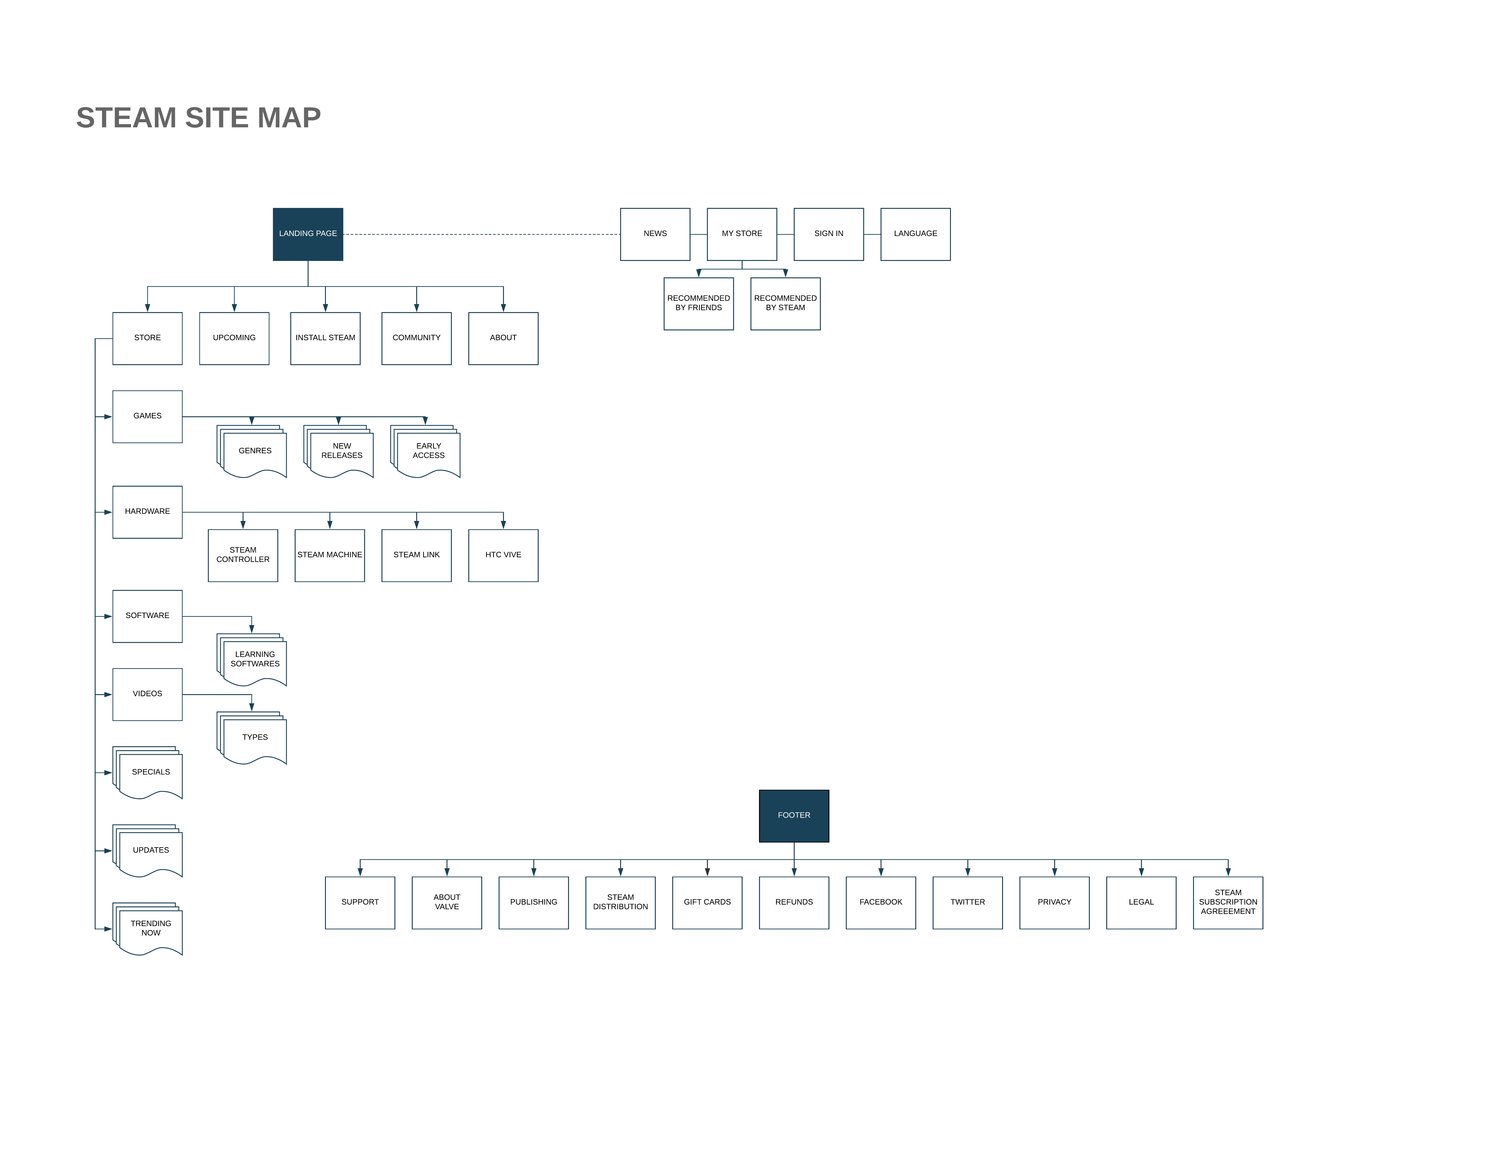 STEAM SITE MAP
LANDING PAGE
NEWS
MY STORE
SIGN IN
LANGUAGE
RECOMMENDED
BY FRIENDS
RECOMMENDED
BY STEAM
STORE
UPCOMING
INSTALL STEAM
COMMUNITY
ABOUT
GAMES
GENRES
NEW
RELEASES
EARLY
ACCESS
HARDWARE
STEAM
CONTROLLER
STEAM MACHINE
STEAM LINK
HTC VIVE
SOFTWARE
LEARNING
SOFTWARES
VIDEOS
TYPES
SPECIALS
UPDATES
TRENDING
NOW
FOOTER
SUPPORT
ABOUT
VALVE
PUBLISHING
STEAM
DISTRIBUTION
GIFT CARDS
REFUNDS
FACEBOOK
TWITTER
PRIVACY
LEGAL
STEAM
SUBSCRIPTION
AGREEEMENT